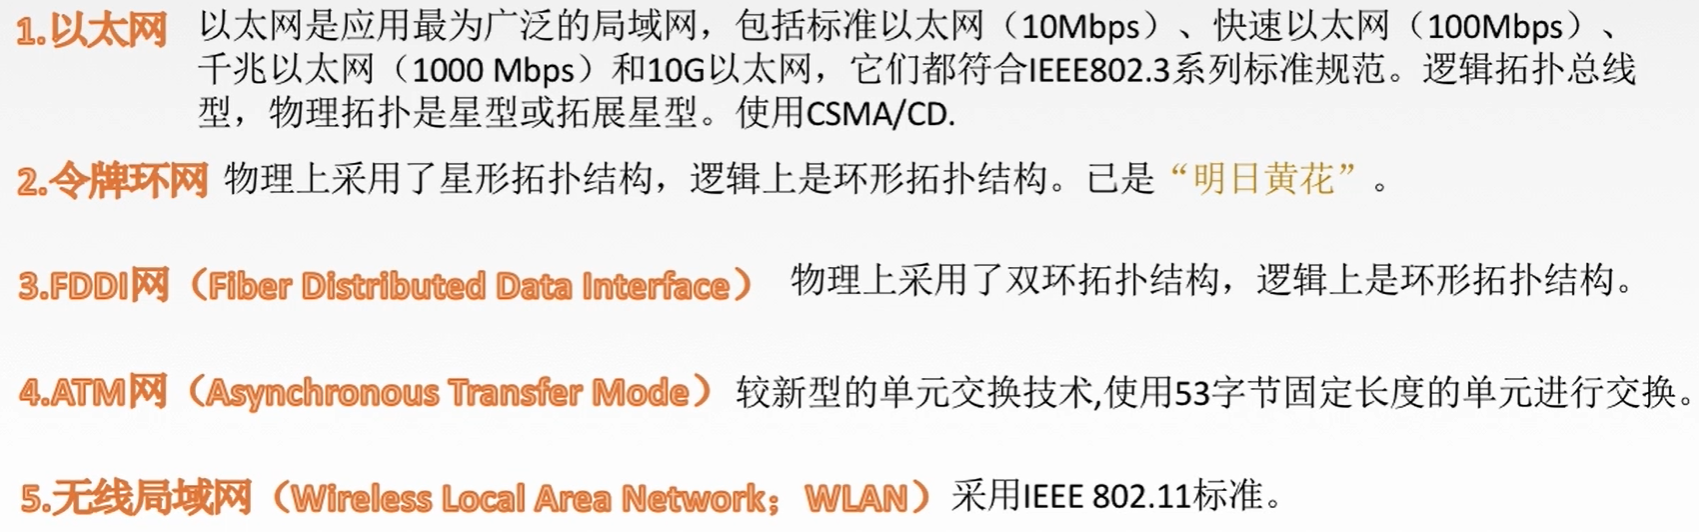 1.以太网 以太网是应用最为广泛的局域网，包括标准以太网（10Mbps）、快速以太网（100Mbps）、
千兆以太网（1000 Mbps）和10G以太网，它们都符合IEEE802.3系列标准规范。逻辑拓扑总线
型，物理拓扑是星型或拓展星型。使用CSMA/CD.
2.令牌环网 物理上采用了星形拓扑结构，逻辑上是环形拓扑结构。已是“明日黄花”。
3.FDDI网（Fiber Distributed Data Interface） 物理上采用了双环拓扑结构，逻辑上是环形拓扑结构。
4.ATM网（Asynchronous Transfer Mode）较新型的单元交换技术,使用53字节固定长度的单元进行交换。
5.无线局域网（Wireless Local Area Network；WLAN）采用IEEE 802.11标准。